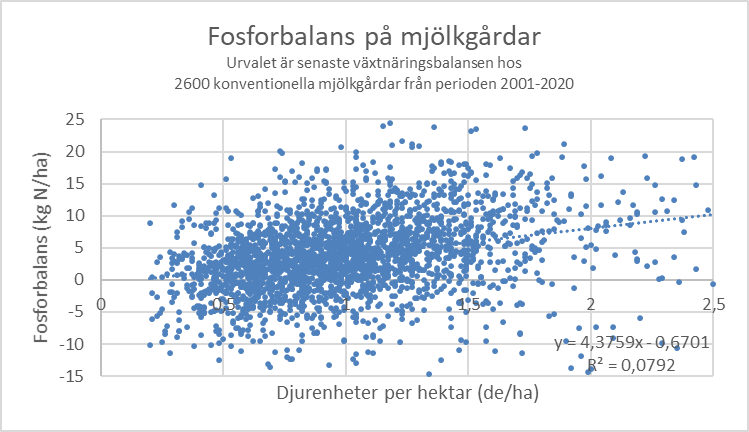 Fosforbalans på mjölkgårdar
Urvalet är senaste växtnäringsbalansen hos
2600 konventionella mjölkgårdar från perioden 2001-2020
Fosforbalans (kg N/ha)
25
20
15
10
5
0
-5
-10
-15
0
0,5
1
1,5
2
2,5
y = 4,3759x - 0,6701
R² = 0,0792
Djurenheter per hektar (de/ha)